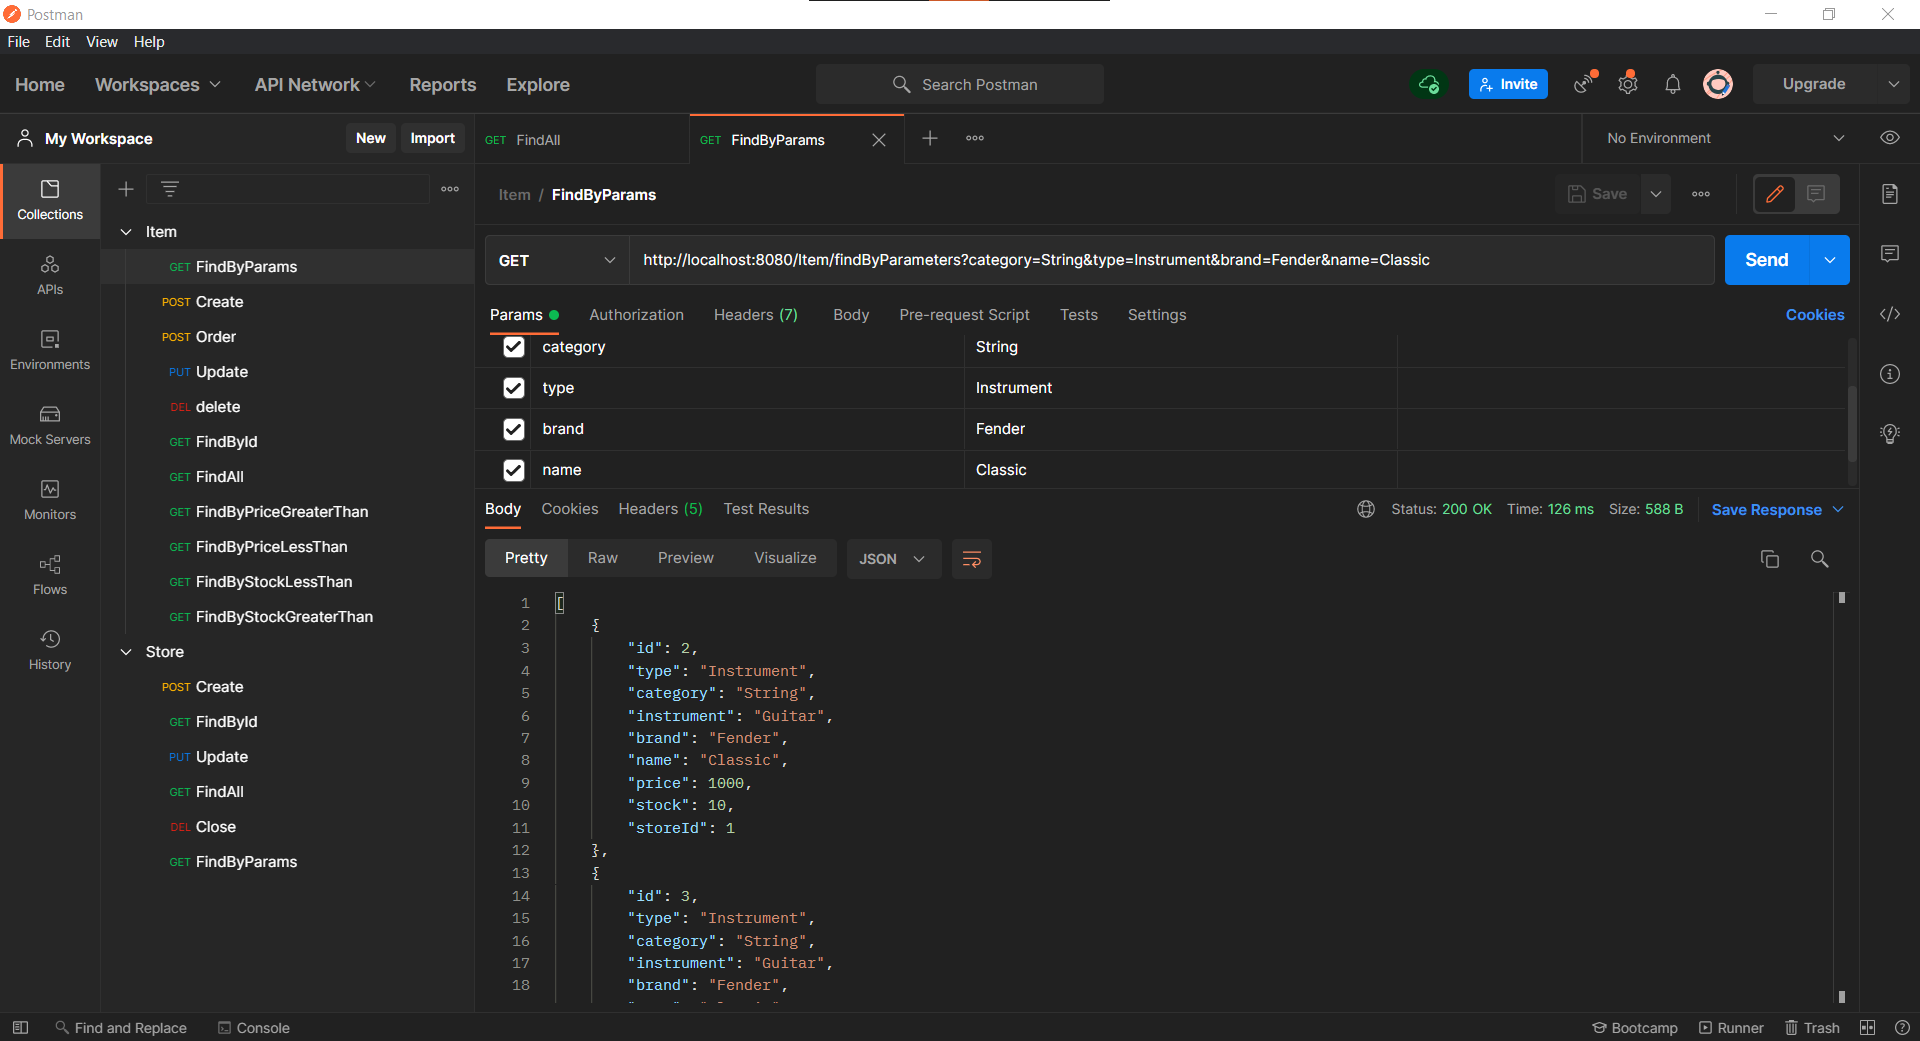 Postman
File Edit View Help
Home Workspaces API Network Reports Explore Search Postman Invite Upgrade
My Workspace New Import GET FindAll GET FindByParams No Environment
Item / FindByParams Save
Collections
APIs
Environments
Mock Servers
Monitors
Flows
History
Item
GET FindByParams
POST Create
POST Order
PUT Update
DEL delete
GET FindById
GET FindAll
GET FindByPriceGreaterThan
GET FindByPriceLessThan
GET FindByStockLessThan
GET FindByStockGreaterThan
Store
POST Create
GET FindById
PUT Update
GET FindAll
DEL Close
GET FindByParams
GET http://localhost:8080/Item/findByParameters?category=String&type=Instrument&brand=Fender&name=Classic Send
Params Authorization Headers (7) Body Pre-request Script Tests Settings Cookies
category String
type Instrument
brand Fender
name Classic
Body Cookies Headers (5) Test Results Status: 200 OK Time: 126 ms Size: 588 B Save Response
Pretty Raw Preview Visualize JSON
1 [
2 {
3 "id": 2,
4 "type": "Instrument",
5 "category": "String",
6 "instrument": "Guitar",
7 "brand": "Fender",
8 "name": "Classic",
9 "price": 1000,
10 "stock": 10,
11 "storeId": 1
12 },
13 {
14 "id": 3,
15 "type": "Instrument",
16 "category": "String",
17 "instrument": "Guitar",
18 "brand": "Fender",
Find and Replace Console Bootcamp Runner Trash